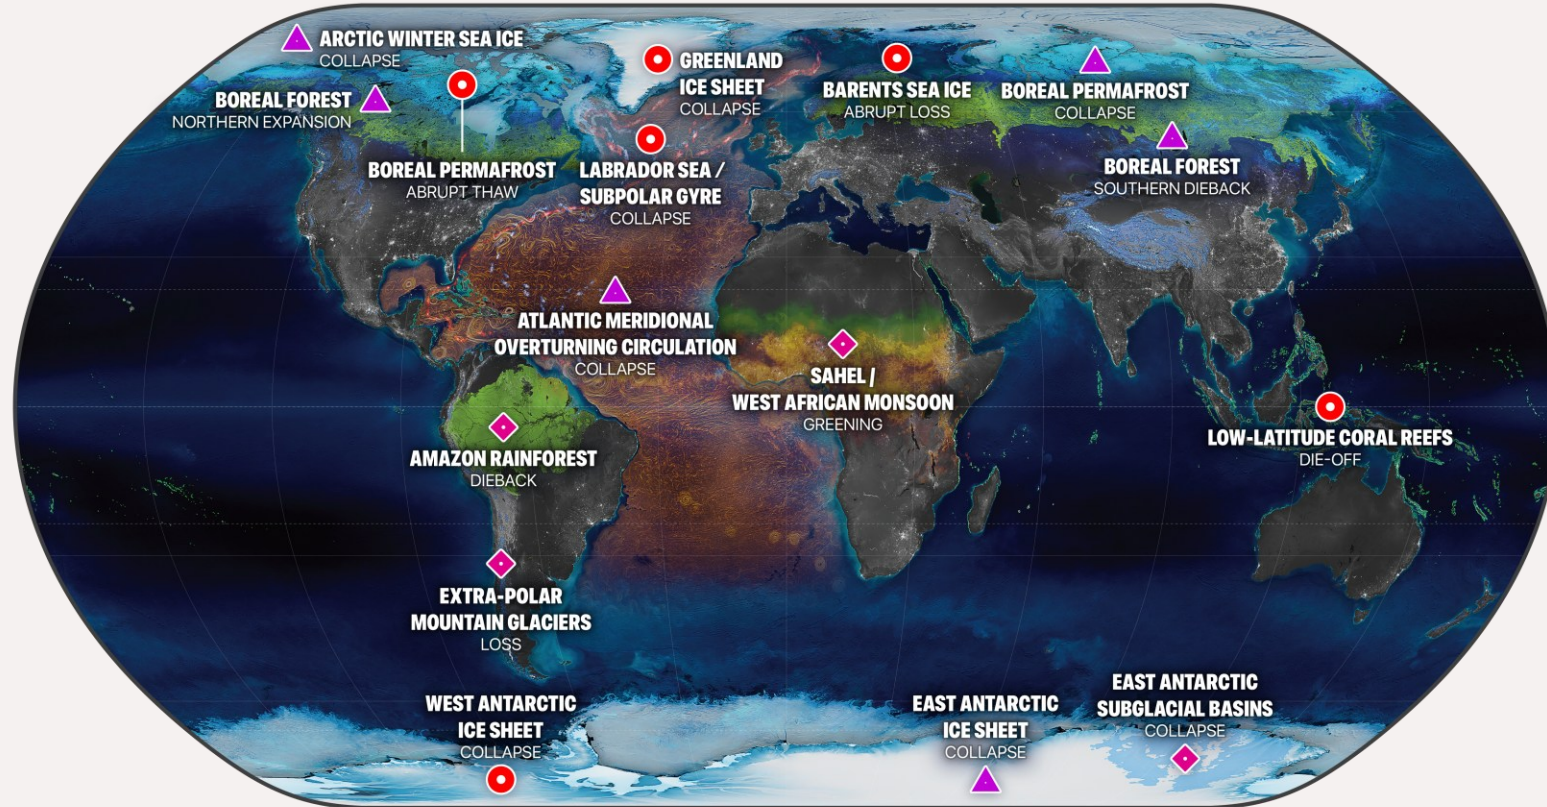 ARCTIC WINTER SEA ICE
COLLAPSE
GREENLAND
ICE SHEET
COLLAPSE
BARENTS SEA ICE
ABRUPT LOSS
BOREAL PERMAFROST
COLLAPSE
BOREAL FOREST
NORTHERN EXPANSION
BOREAL PERMAFROST
ABRUPT THAW
LABRADOR SEA /
SUBPOLAR GYRE
COLLAPSE
BOREAL FOREST
SOUTHERN DIEBACK
ATLANTIC MERIDIONAL
OVERTURNING CIRCULATION
COLLAPSE
SAHEL /
WEST AFRICAN MONSOON
GREENING
AMAZON RAINFOREST
DIEBACK
LOW-LATITUDE CORAL REEFS
DIE-OFF
EXTRA-POLAR
MOUNTAIN GLACIERS
LOSS
WEST ANTARCTIC
ICE SHEET
COLLAPSE
EAST ANTARCTIC
ICE SHEET
COLLAPSE
EAST ANTARCTIC
SUBGLACIAL BASINS
COLLAPSE